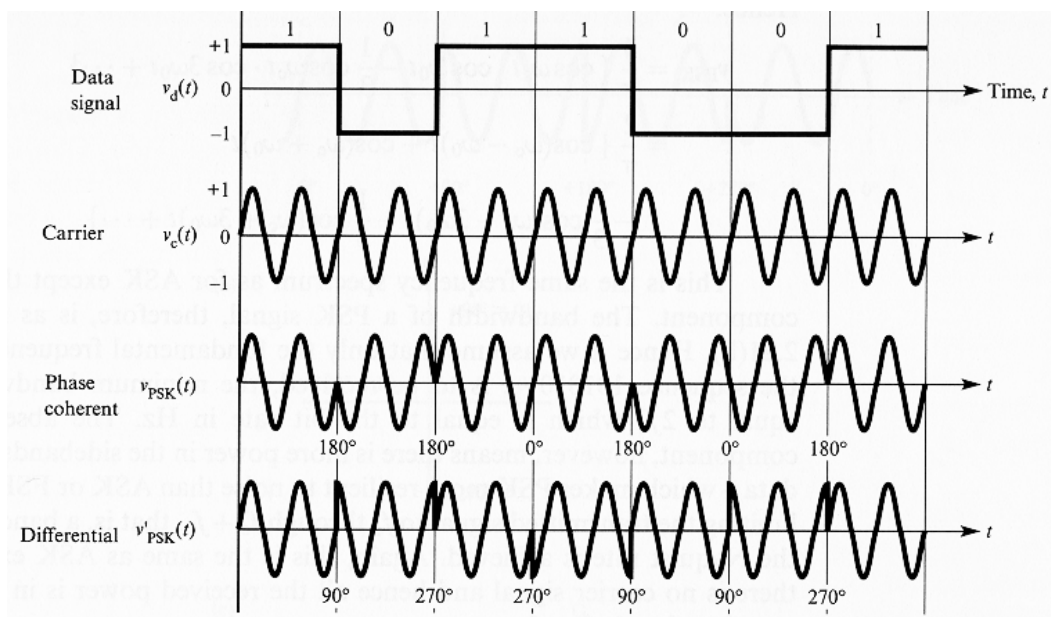 1 0 1 1 0 0 1
+1
Data
signal
v_d(t) 0 Time, t
−1
+1
Carrier v_c(t) 0 t
−1
Phase
coherent
v_PSK(t) t
180° 180° 0° 180° 0° 180°
Differential v′_PSK(t) t
90° 270° 270° 90° 90° 270°